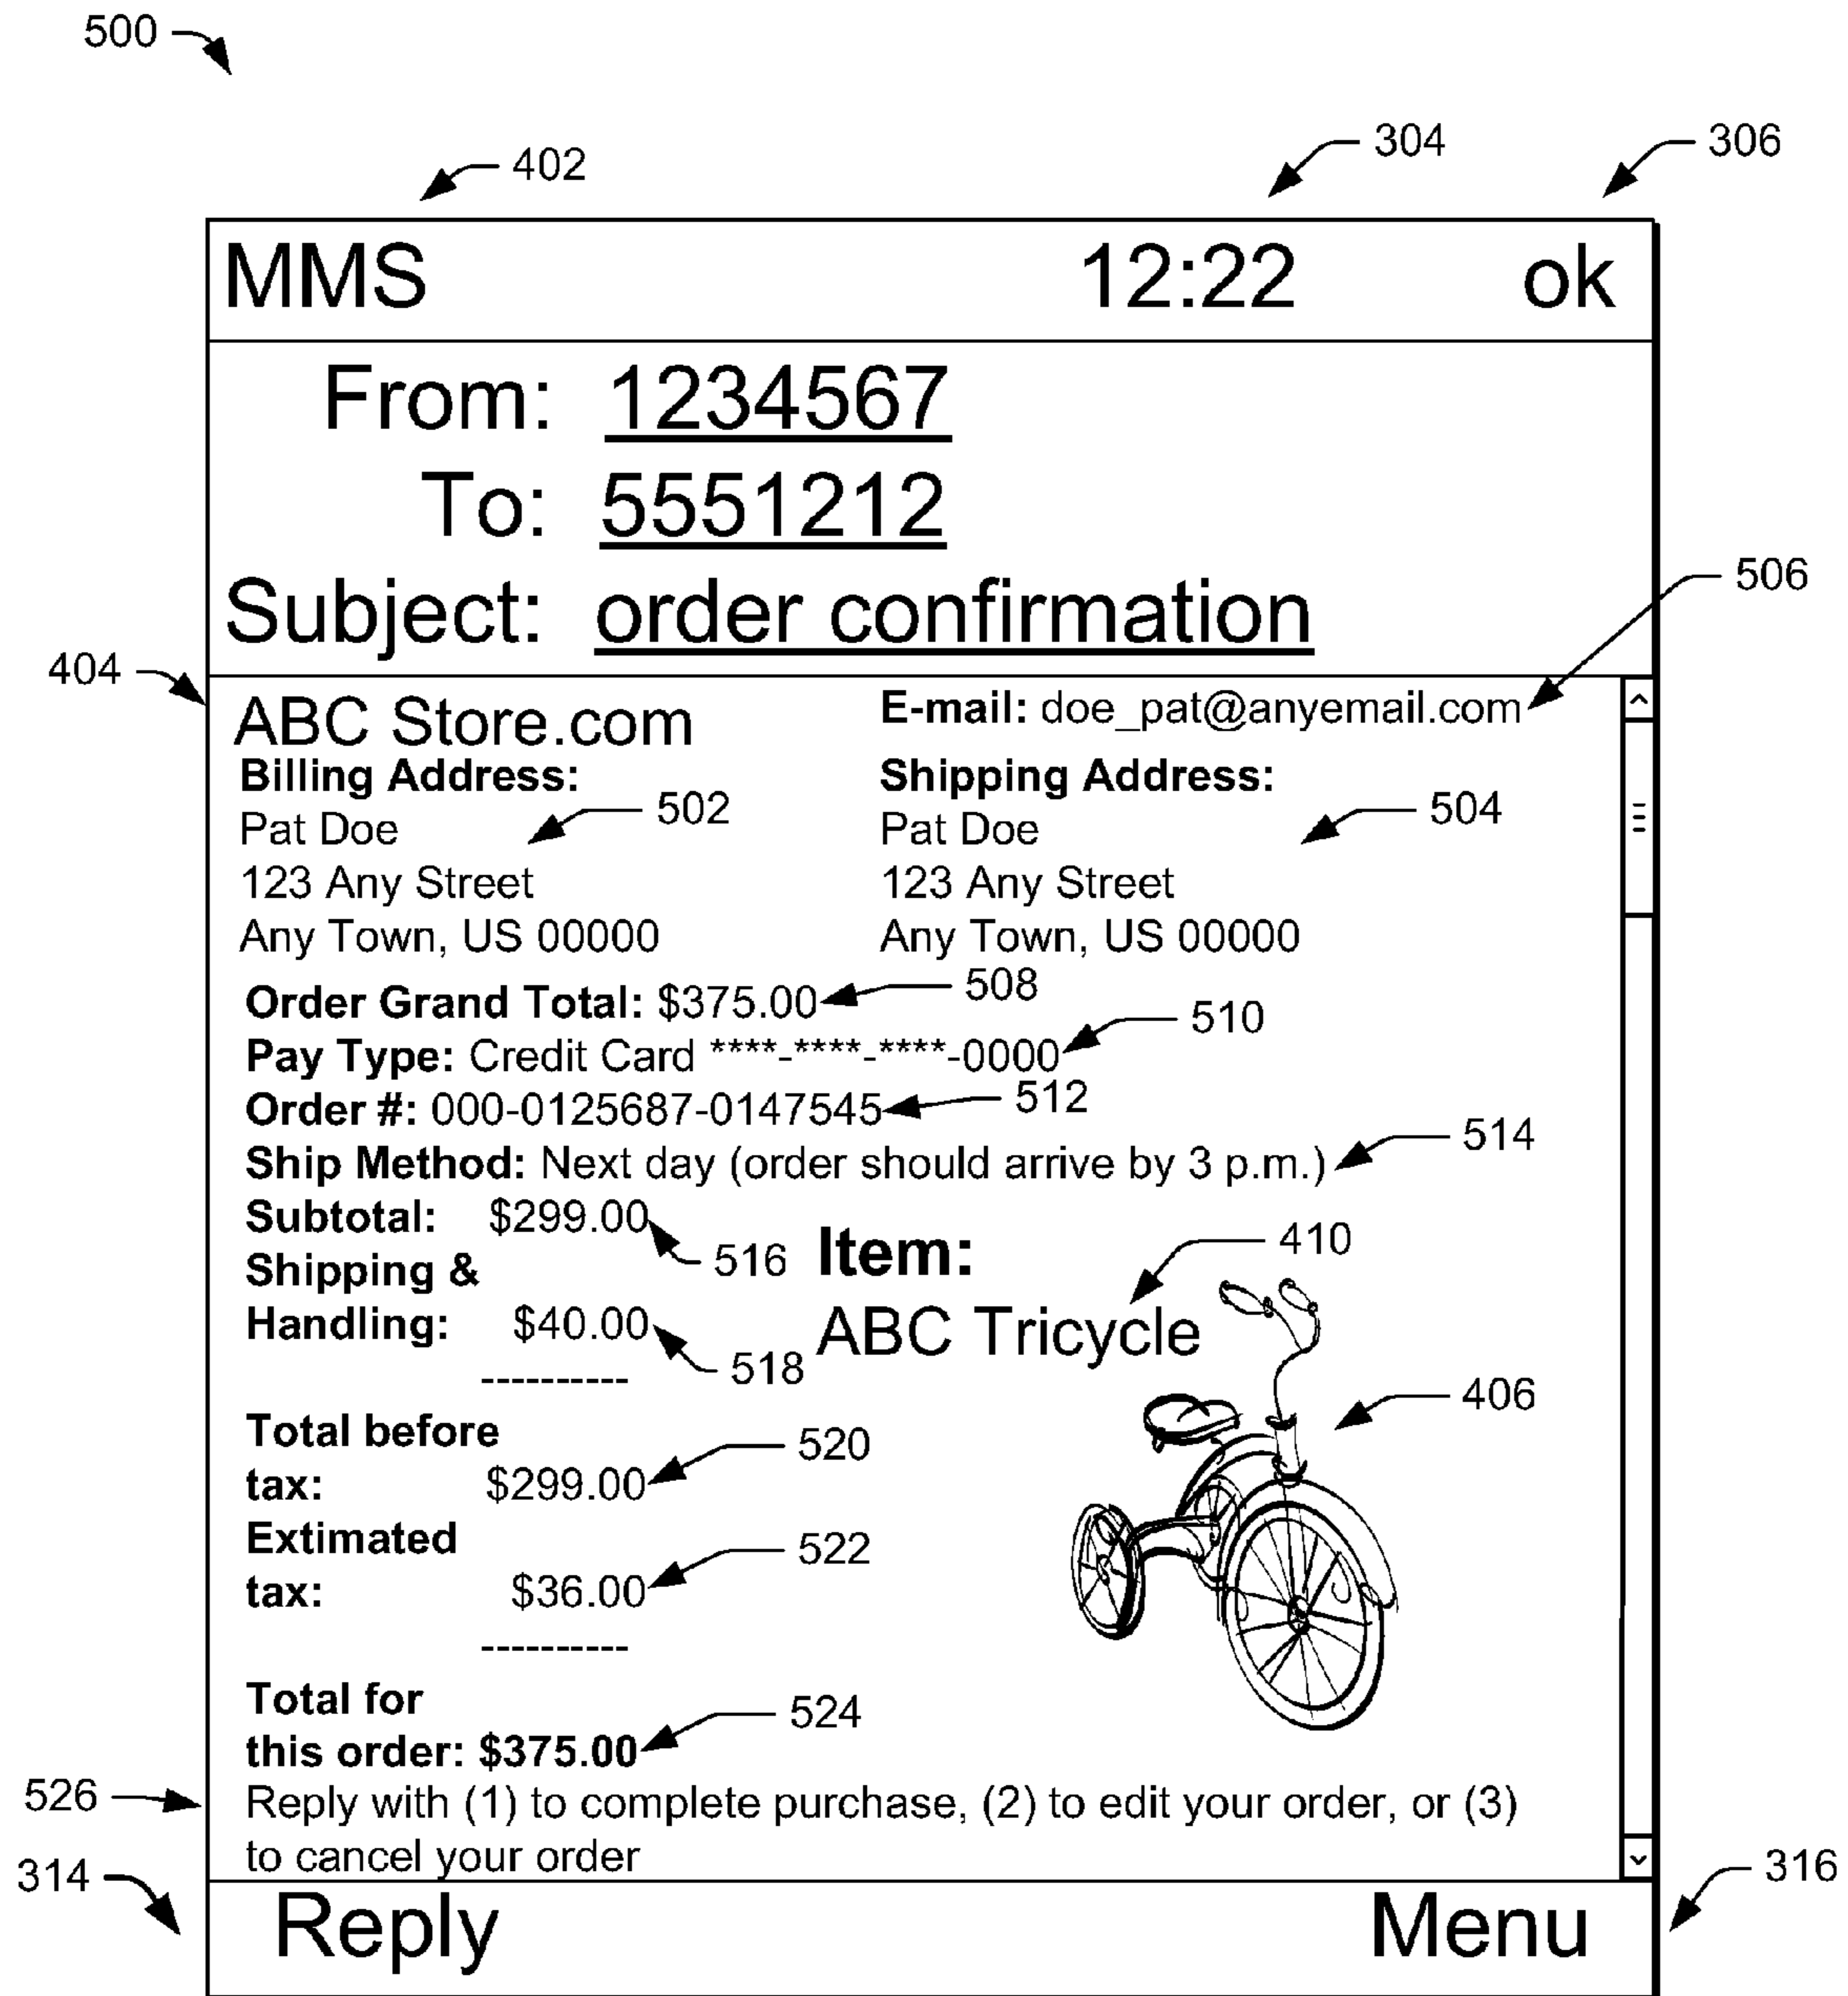 500
402
304
306
MMS 12:22 ok
From: 1234567
To: 5551212
Subject: order confirmation
506
404
ABC Store.com
E-mail: doe_pat@anyemail.com
Billing Address:
Pat Doe
502
123 Any Street
Any Town, US 00000
Shipping Address:
Pat Doe
504
123 Any Street
Any Town, US 00000
Order Grand Total: $375.00
508
Pay Type: Credit Card ****-****-****-0000
510
Order #: 000-0125687-0147545
512
Ship Method: Next day (order should arrive by 3 p.m.)
514
Subtotal: $299.00
516
Shipping &
Handling: $40.00
518
----------
Total before
tax: $299.00
520
Extimated
tax: $36.00
522
----------
Total for
this order: $375.00
524
Item:
410
ABC Tricycle
406
526
Reply with (1) to complete purchase, (2) to edit your order, or (3)
to cancel your order
314
316
Reply Menu